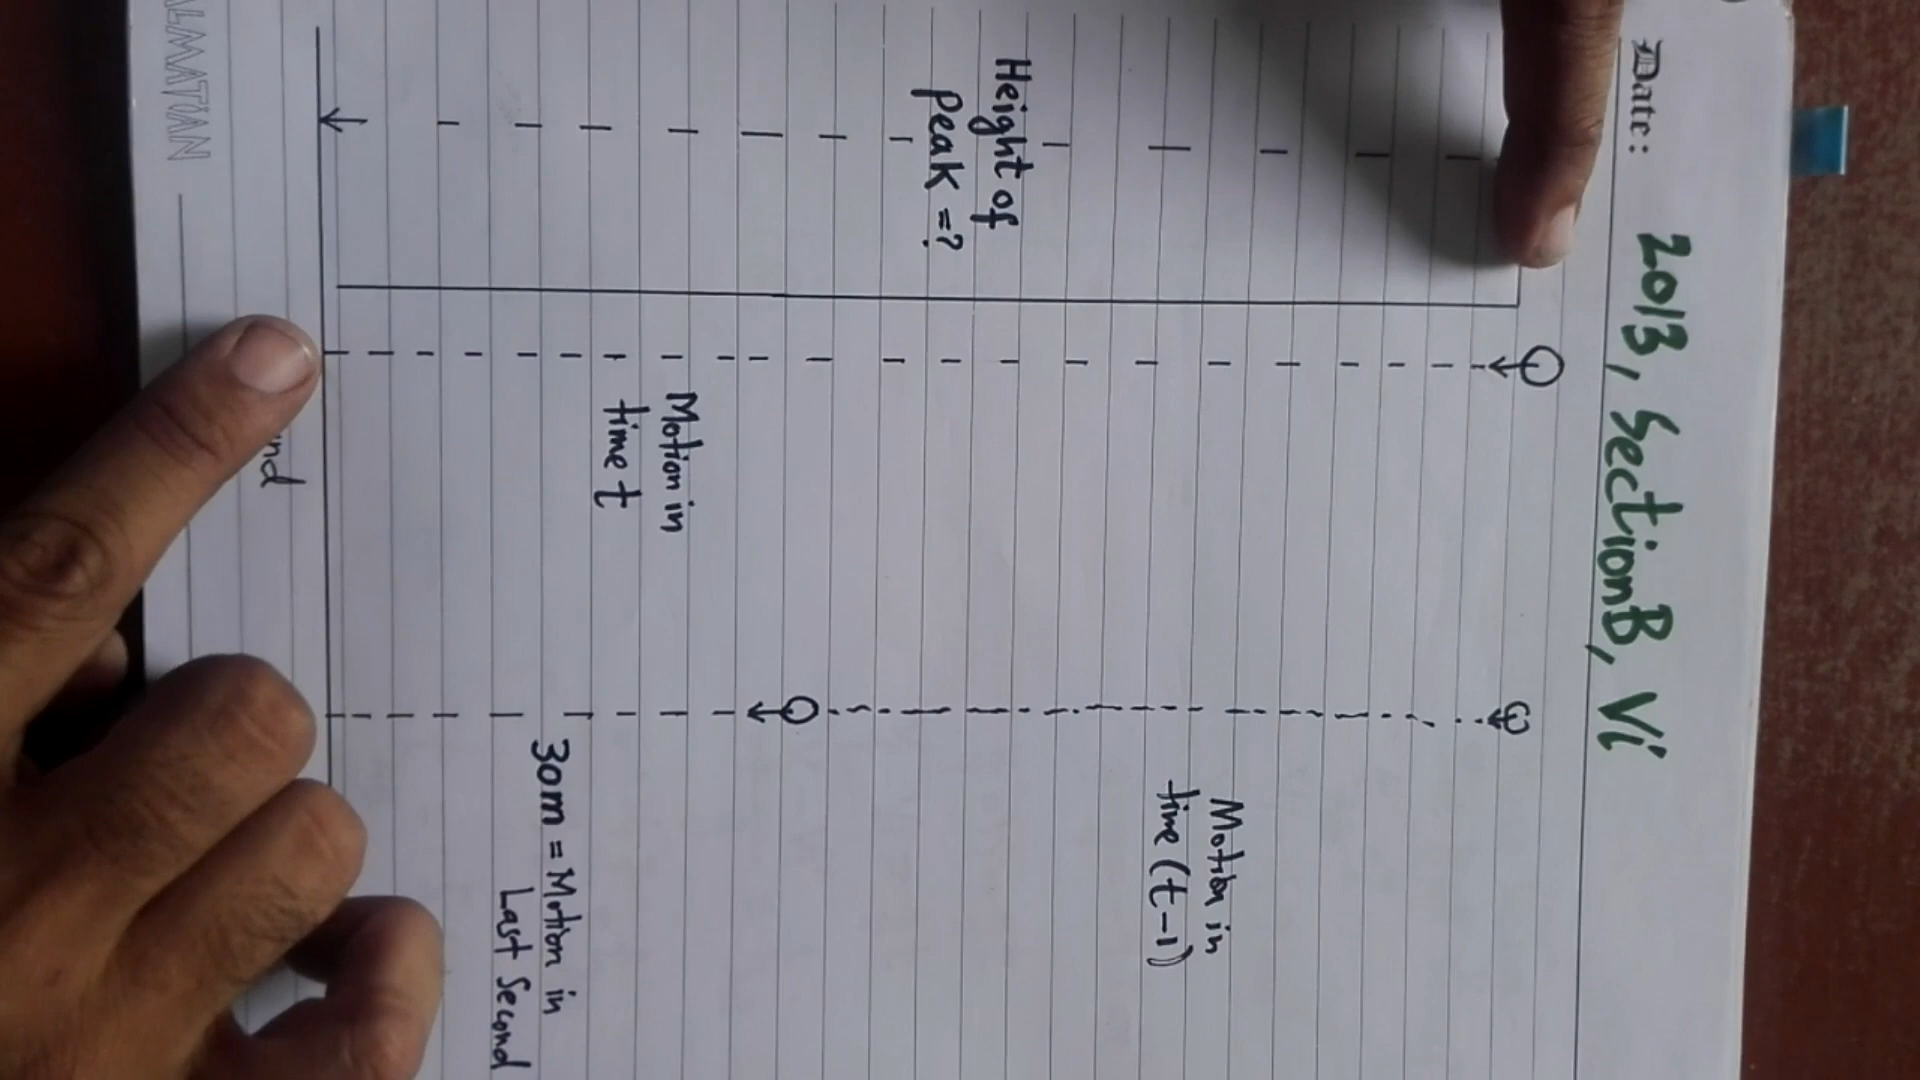 Date:
2013, Section B, Vi
Height of
Peak = ?
Motion in
time (t-1)
Motion in
time t
30m = Motion in
Last Second